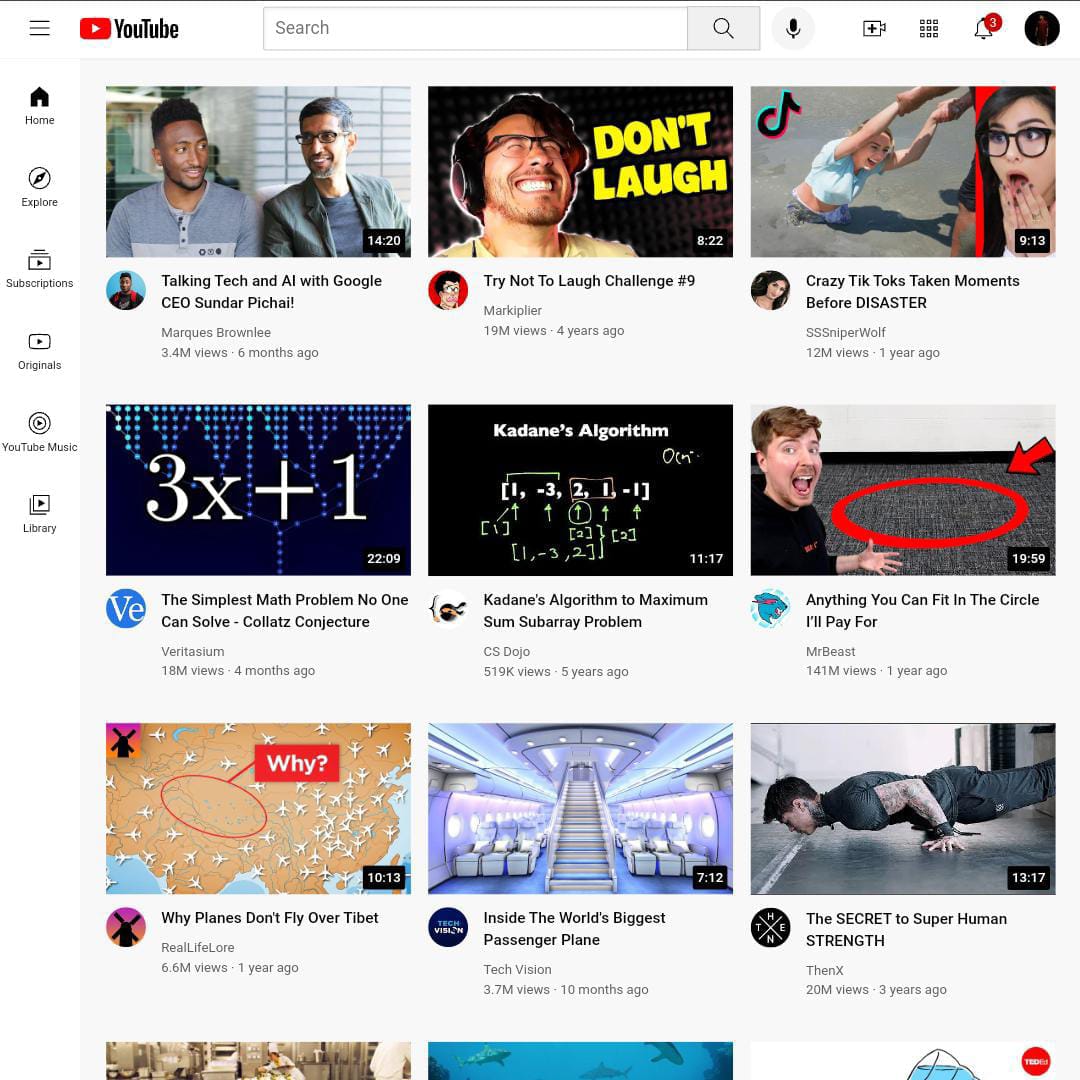 YouTube
Search
3
Home
Explore
Subscriptions
Originals
YouTube Music
Library
14:20
Talking Tech and AI with Google
CEO Sundar Pichai!
Marques Brownlee
3.4M views · 6 months ago
DON'T
LAUGH
8:22
Try Not To Laugh Challenge #9
Markiplier
19M views · 4 years ago
9:13
Crazy Tik Toks Taken Moments
Before DISASTER
SSSniperWolf
12M views · 1 year ago
3x+1
22:09
Ve
The Simplest Math Problem No One
Can Solve - Collatz Conjecture
Veritasium
18M views · 4 months ago
Kadane's Algorithm
[1, -3, 2, 1, -1]
[1]
[2]
[2]
[1,-3,2]
11:17
Kadane's Algorithm to Maximum
Sum Subarray Problem
CS Dojo
519K views · 5 years ago
19:59
Anything You Can Fit In The Circle
I’ll Pay For
MrBeast
141M views · 1 year ago
Why?
10:13
Why Planes Don't Fly Over Tibet
RealLifeLore
6.6M views · 1 year ago
7:12
TECH
VISION
Inside The World's Biggest
Passenger Plane
Tech Vision
3.7M views · 10 months ago
13:17
H
T E
N
The SECRET to Super Human
STRENGTH
ThenX
20M views · 3 years ago
TEDEd